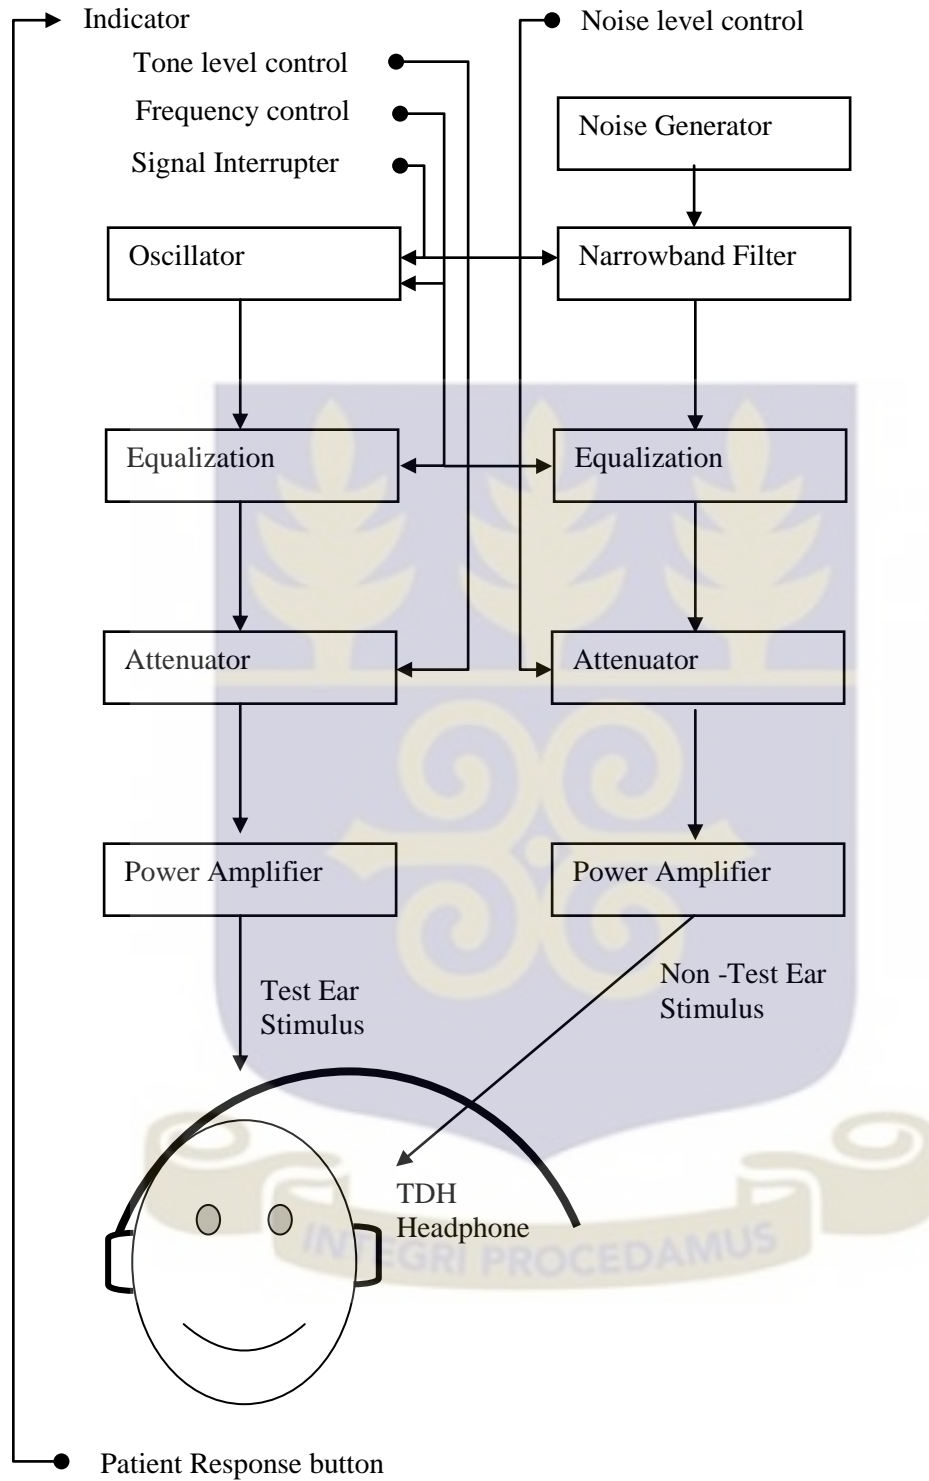 Indicator
Noise level control
Tone level control
Frequency control
Noise Generator
Signal Interrupter
Oscillator
Narrowband Filter
Equalization
Equalization
Attenuator
Attenuator
Power Amplifier
Power Amplifier
Test Ear
Stimulus
Non -Test Ear
Stimulus
TDH
Headphone
INTEGRI PROCEDAMUS
Patient Response button